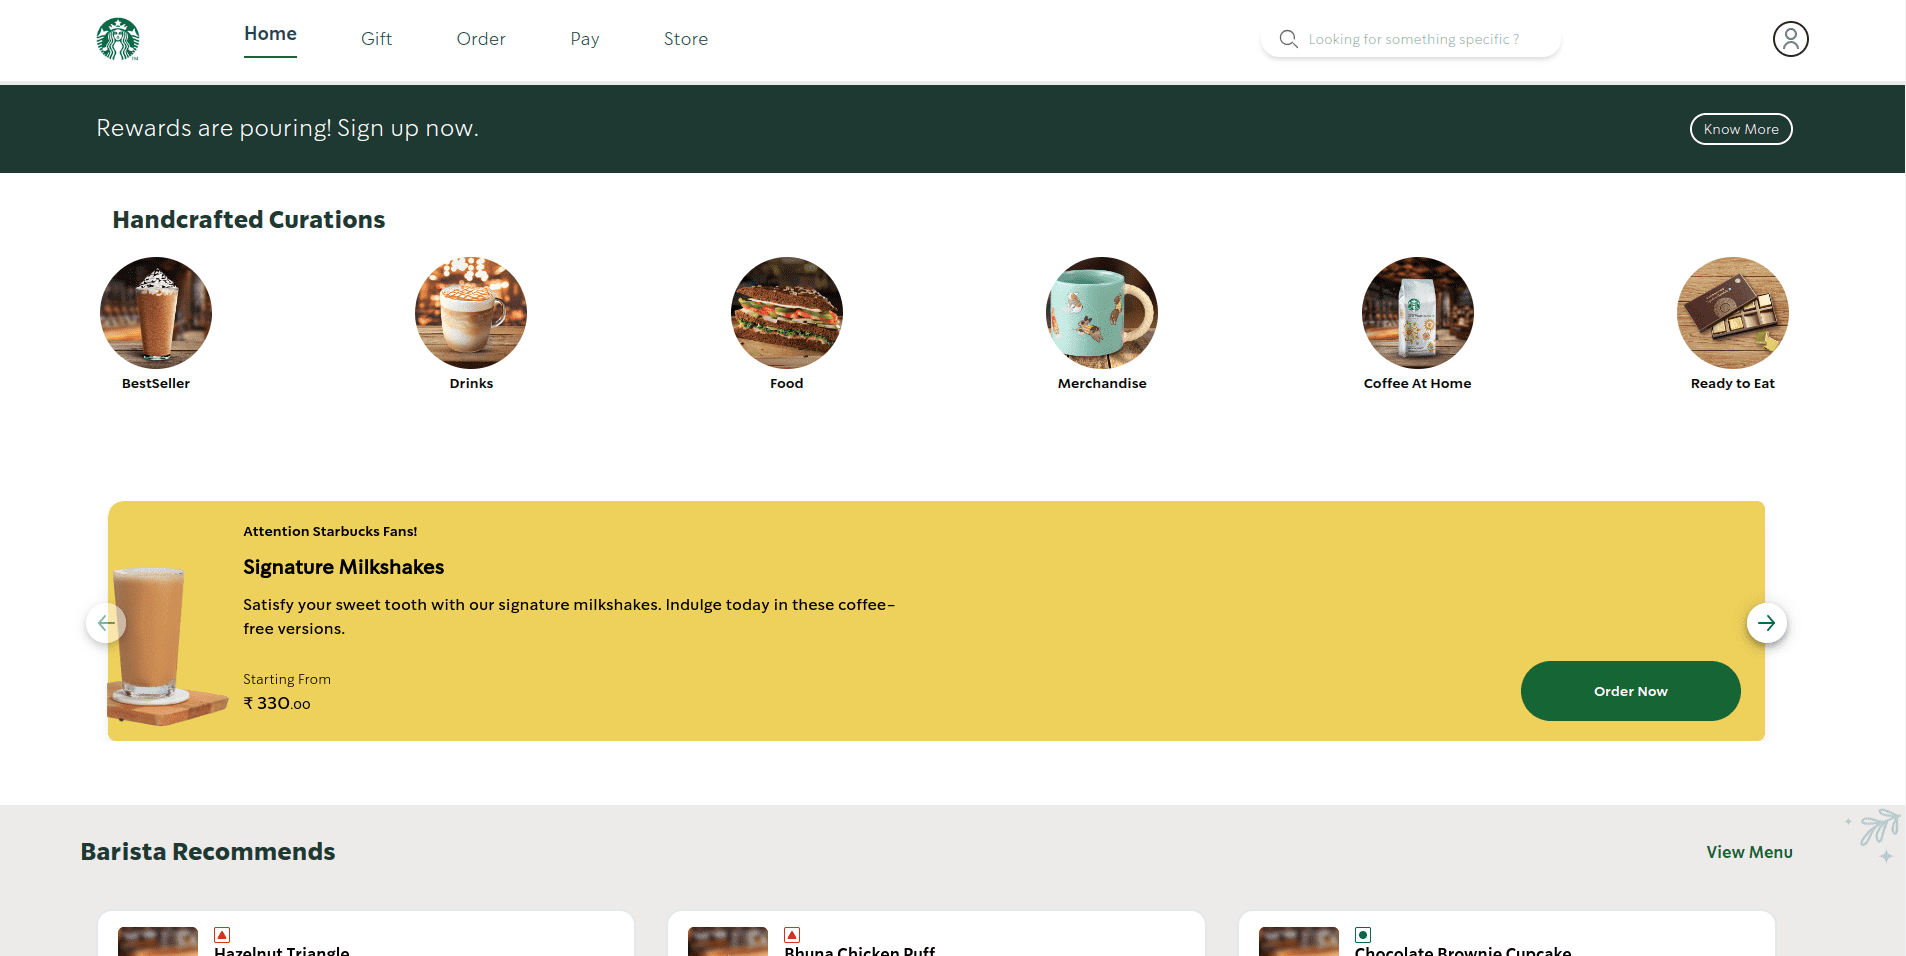 Home
Gift
Order
Pay
Store
Looking for something specific ?
Rewards are pouring! Sign up now.
Know More
Handcrafted Curations
BestSeller
Drinks
Food
Merchandise
Coffee At Home
Ready to Eat
Attention Starbucks Fans!
Signature Milkshakes
Satisfy your sweet tooth with our signature milkshakes. Indulge today in these coffee-
free versions.
Starting From
₹ 330.00
Order Now
Barista Recommends
View Menu
Hazelnut Triangle
Bhuna Chicken Puff
Chocolate Brownie Cupcake